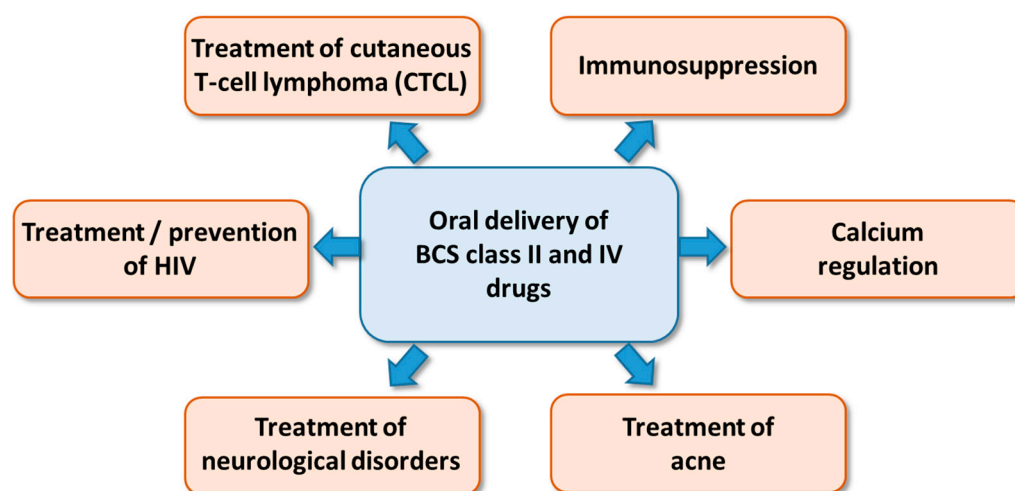 Treatment of cutaneous
T-cell lymphoma (CTCL)
Immunosuppression
Treatment / prevention
of HIV
Oral delivery of
BCS class II and IV
drugs
Calcium
regulation
Treatment of
neurological disorders
Treatment of
acne